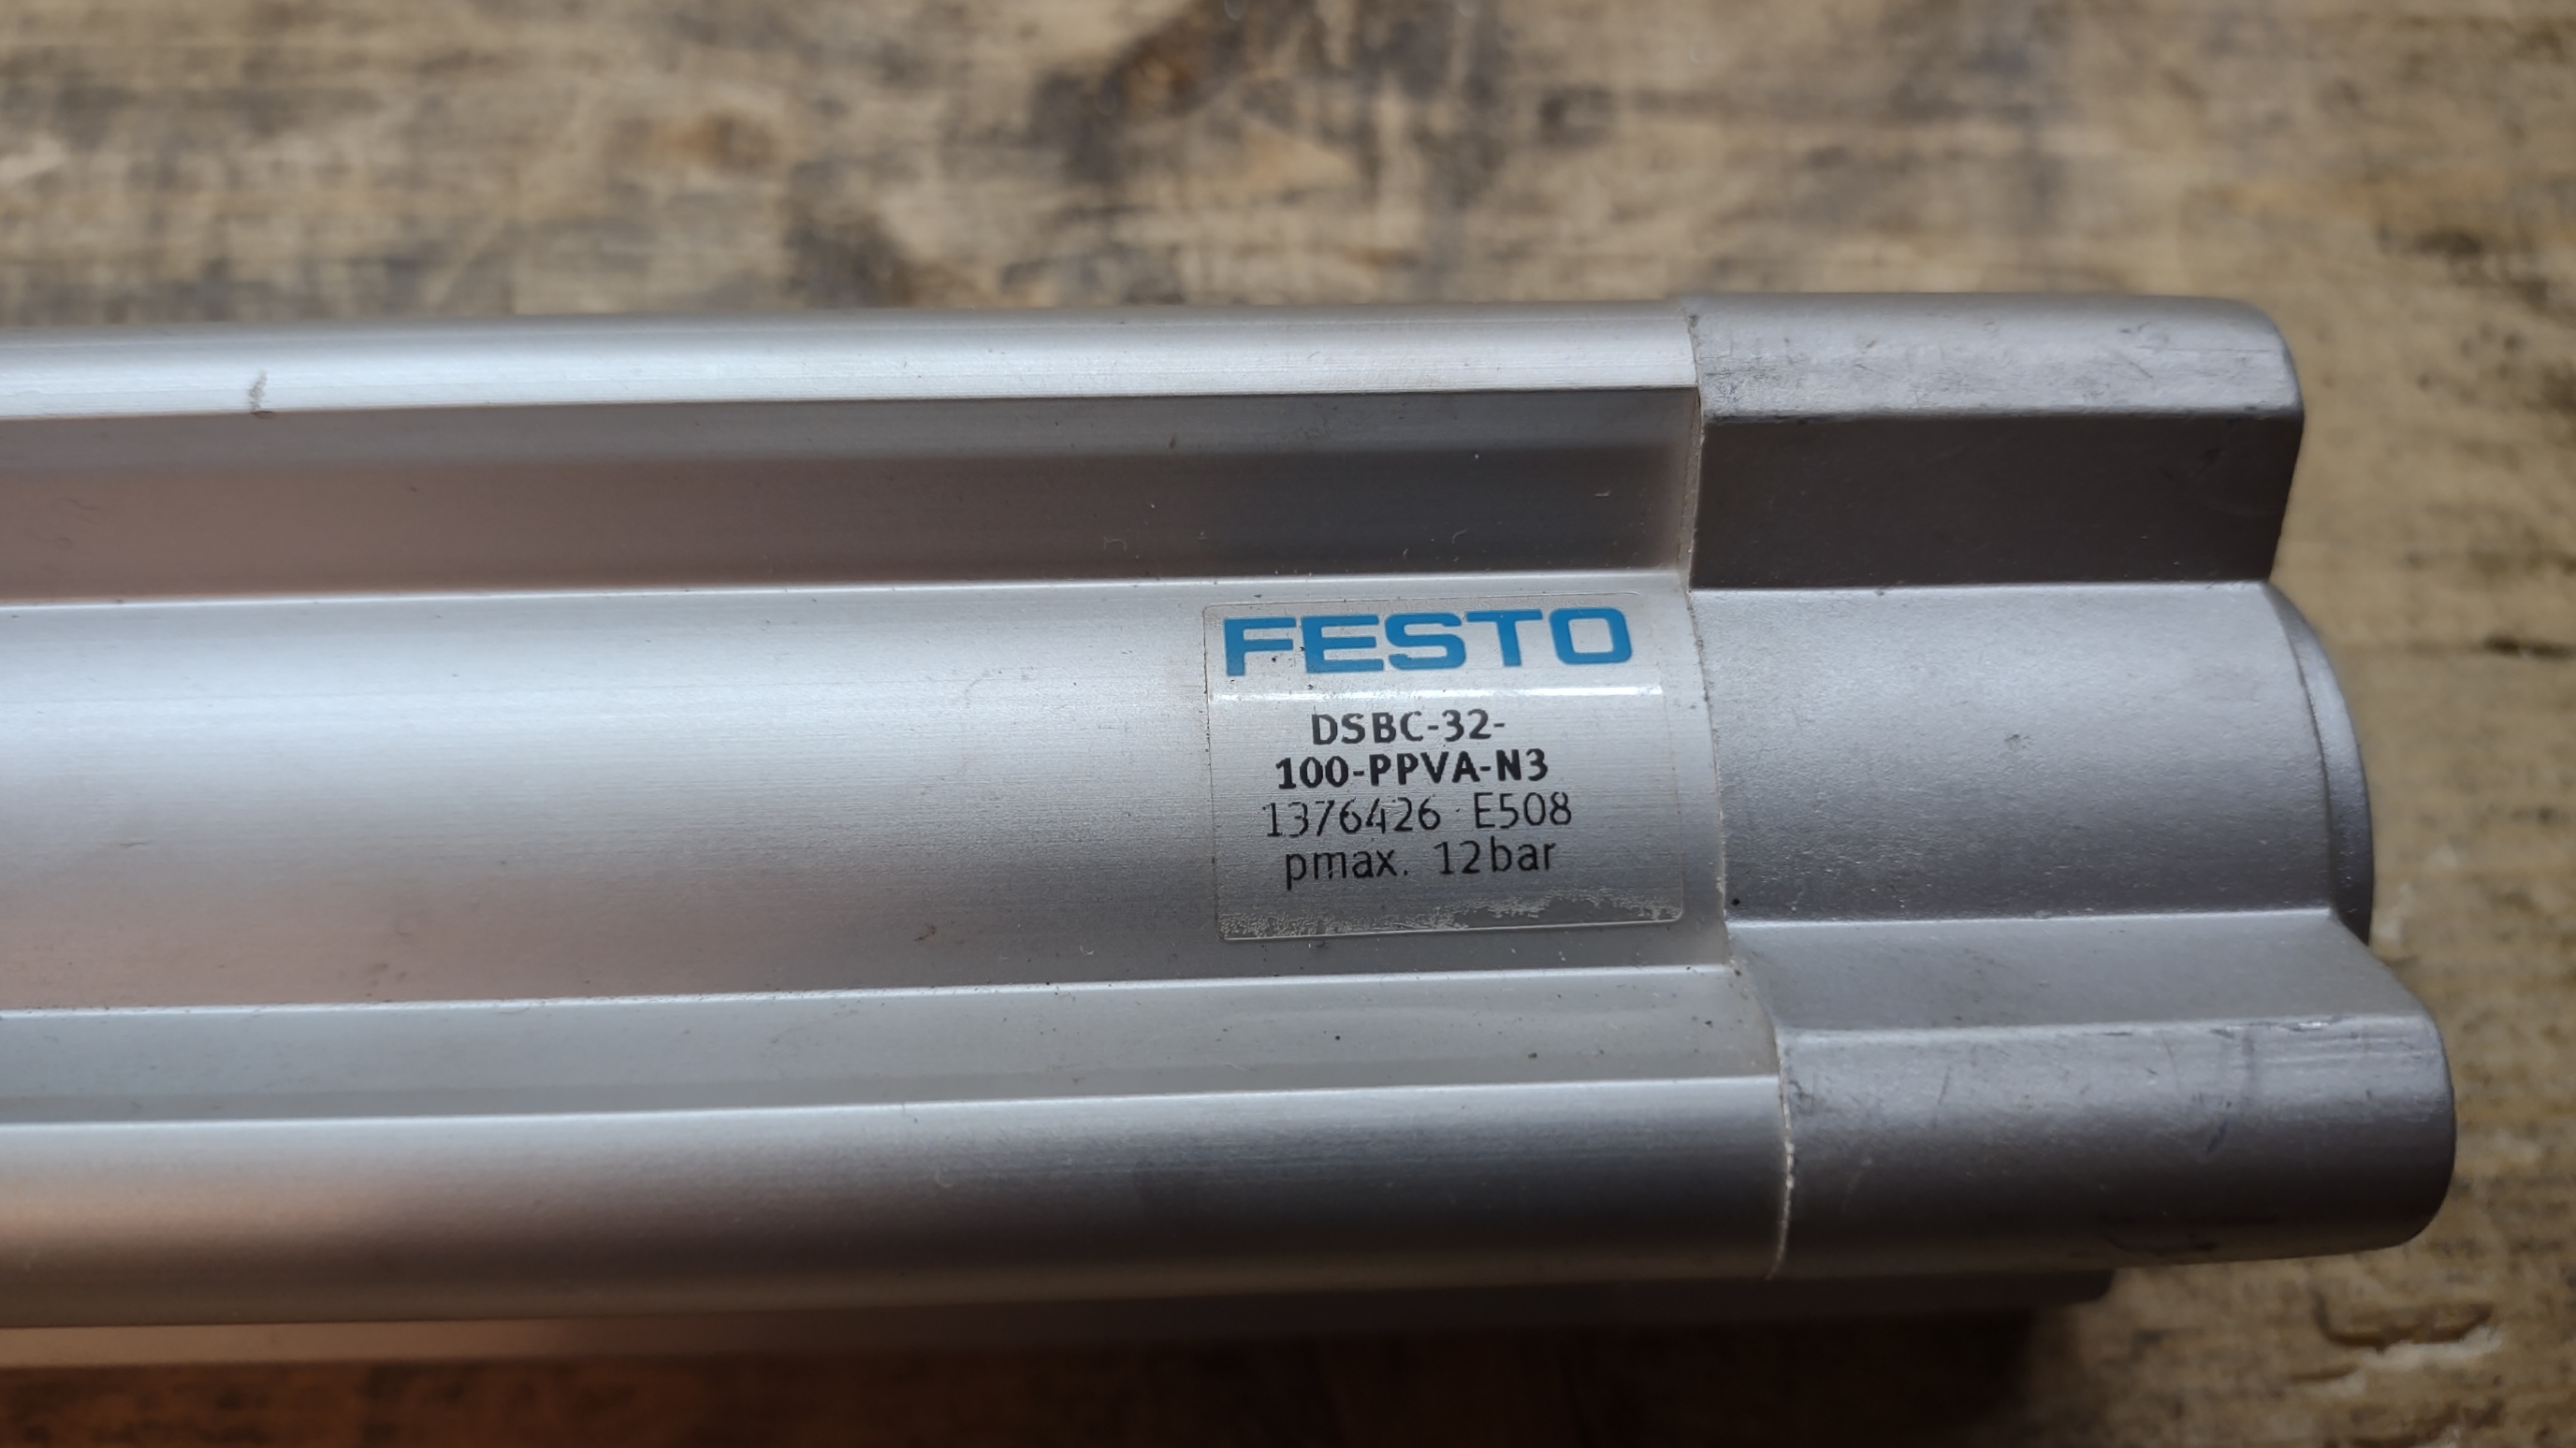 FESTO
DSBC-32-
100-PPVA-N3
1376426 E508
pmax. 12bar